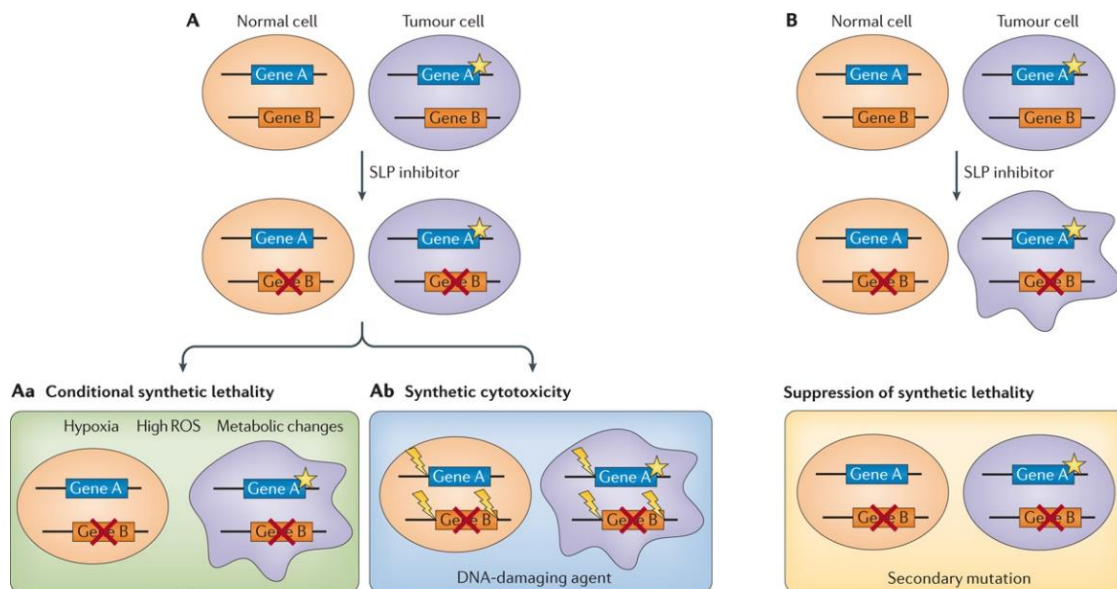 A
Normal cell
Tumour cell
Gene A
Gene A
Gene B
Gene B
SLP inhibitor
Gene A
Gene A
Gene B
Gene B
Aa Conditional synthetic lethality
Hypoxia High ROS Metabolic changes
Gene A
Gene A
Gene B
Gene B
Ab Synthetic cytotoxicity
Gene A
Gene A
Gene B
Gene B
DNA-damaging agent
B
Normal cell
Tumour cell
Gene A
Gene A
Gene B
Gene B
SLP inhibitor
Gene A
Gene A
Gene B
Gene B
Suppression of synthetic lethality
Gene A
Gene A
Gene B
Gene B
Secondary mutation